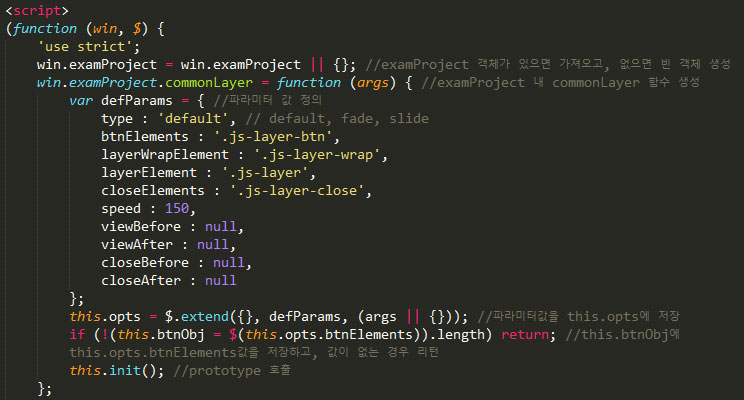 <script>
(function (win, $) {
'use strict';
win.examProject = win.examProject || {}; //examProject 객체가 있으면 가져오고, 없으면 빈 객체 생성
win.examProject.commonLayer = function (args) { //examProject 내 commonLayer 함수 생성
var defParams = { //파라미터 값 정의
type : 'default', // default, fade, slide
btnElements : '.js-layer-btn',
layerWrapElement : '.js-layer-wrap',
layerElement : '.js-layer',
closeElements : '.js-layer-close',
speed : 150,
viewBefore : null,
viewAfter : null,
closeBefore : null,
closeAfter : null
};
this.opts = $.extend({}, defParams, (args || {})); //파라미터값을 this.opts에 저장
if (!(this.btnObj = $(this.opts.btnElements)).length) return; //this.btnObj에
this.opts.btnElements값을 저장하고, 값이 없는 경우 리턴
this.init(); //prototype 호출
};